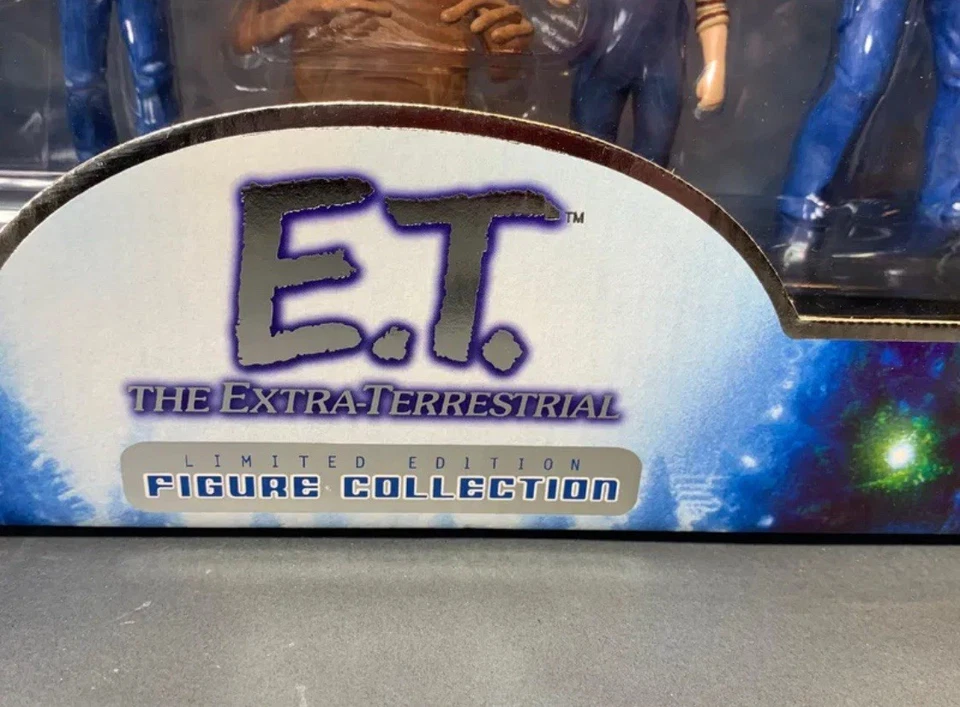 E.T.™
THE EXTRA-TERRESTRIAL
LIMITED EDITION
FIGURE COLLECTION